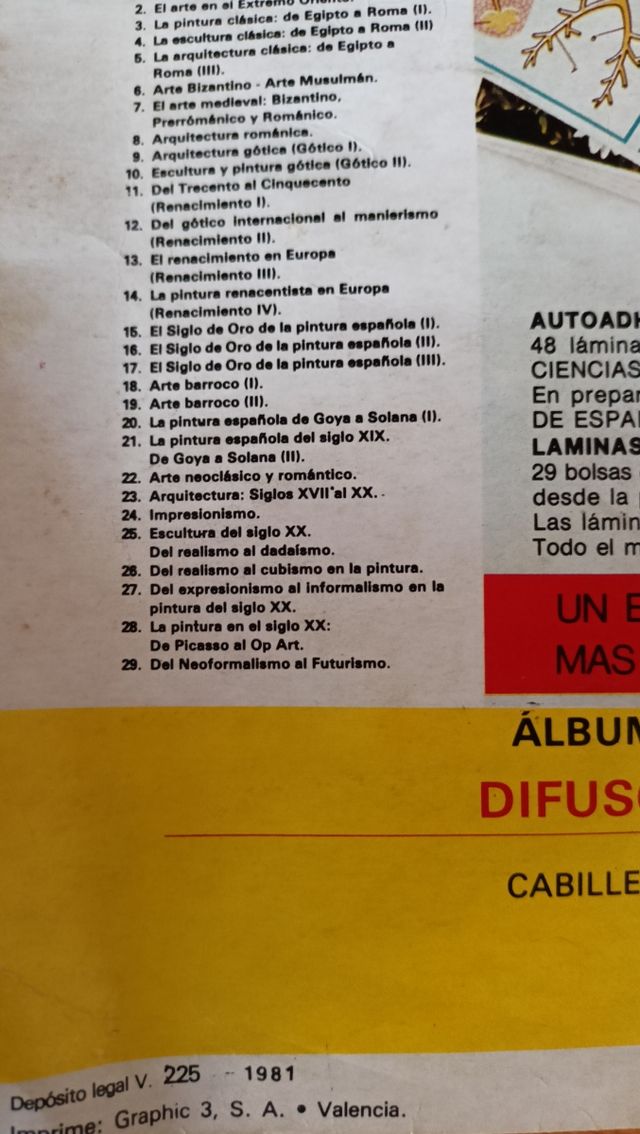 2. El arte en el Extremo Oriente.
3. La pintura clásica: de Egipto a Roma (I).
4. La escultura clásica: de Egipto a Roma (II)
5. La arquitectura clásica: de Egipto a
Roma (III).
6. Arte Bizantino - Arte Musulmán.
7. El arte medieval: Bizantino,
Prerrómánico y Románico.
8. Arquitectura románica.
9. Arquitectura gótica (Gótico I).
10. Escultura y pintura gótica (Gótico II).
11. Del Trecento al Cinquecento
(Renacimiento I).
12. Del gótico internacional al manierismo
(Renacimiento II).
13. El renacimiento en Europa
(Renacimiento III).
14. La pintura renacentista en Europa
(Renacimiento IV).
15. El Siglo de Oro de la pintura española (I).
16. El Siglo de Oro de la pintura española (II).
17. El Siglo de Oro de la pintura española (III).
18. Arte barroco (I).
19. Arte barroco (II).
20. La pintura española de Goya a Solana (I).
21. La pintura española del siglo XIX.
De Goya a Solana (II).
22. Arte neoclásico y romántico.
23. Arquitectura: Siglos XVII al XX.
24. Impresionismo.
25. Escultura del siglo XX.
Del realismo al dadaísmo.
26. Del realismo al cubismo en la pintura.
27. Del expresionismo al informalismo en la
pintura del siglo XX.
28. La pintura en el siglo XX:
De Picasso al Op Art.
29. Del Neoformalismo al Futurismo.
AUTOADH
48 lámina
CIENCIAS
En prepar
DE ESPAÑ
LAMINAS
29 bolsas
desde la
Las lámin
Todo el m
UN E
MAS
ÁLBUM
DIFUSO
CABILLE
Depósito legal V. 225 - 1981
Imprime: Graphic 3, S. A. • Valencia.